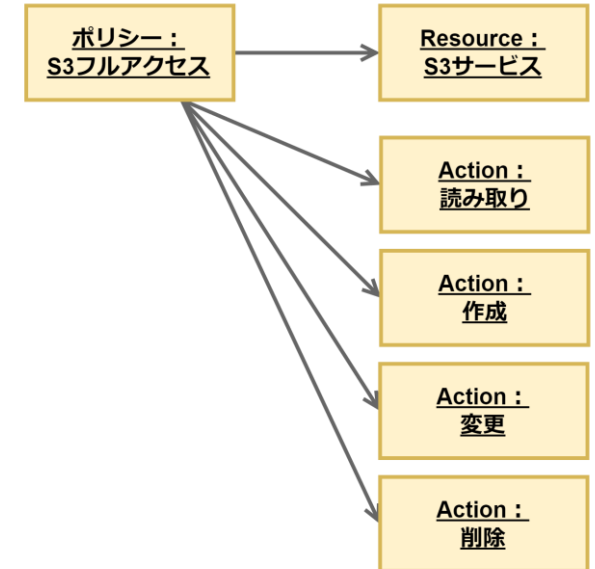 ポリシー：
S3フルアクセス
Resource：
S3サービス
Action：
読み取り
Action：
作成
Action：
変更
Action：
削除